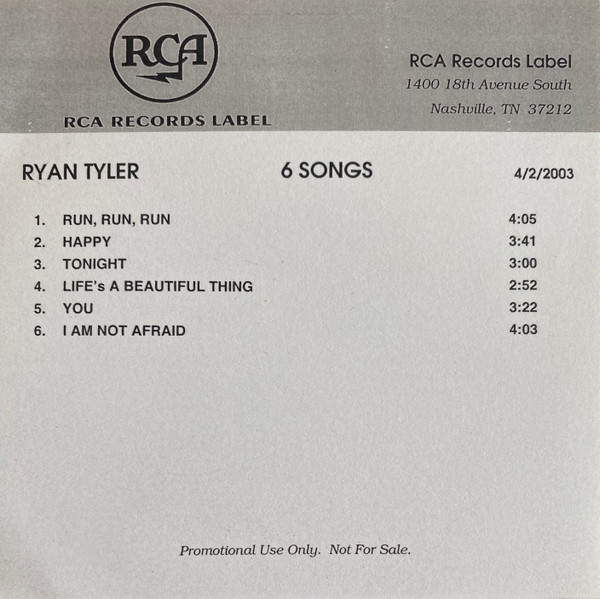 RCA
RCA RECORDS LABEL
RCA Records Label
1400 18th Avenue South
Nashville, TN 37212
RYAN TYLER 6 SONGS 4/2/2003
1. RUN, RUN, RUN 4:05
2. HAPPY 3:41
3. TONIGHT 3:00
4. LIFE's A BEAUTIFUL THING 2:52
5. YOU 3:22
6. I AM NOT AFRAID 4:03
Promotional Use Only. Not For Sale.